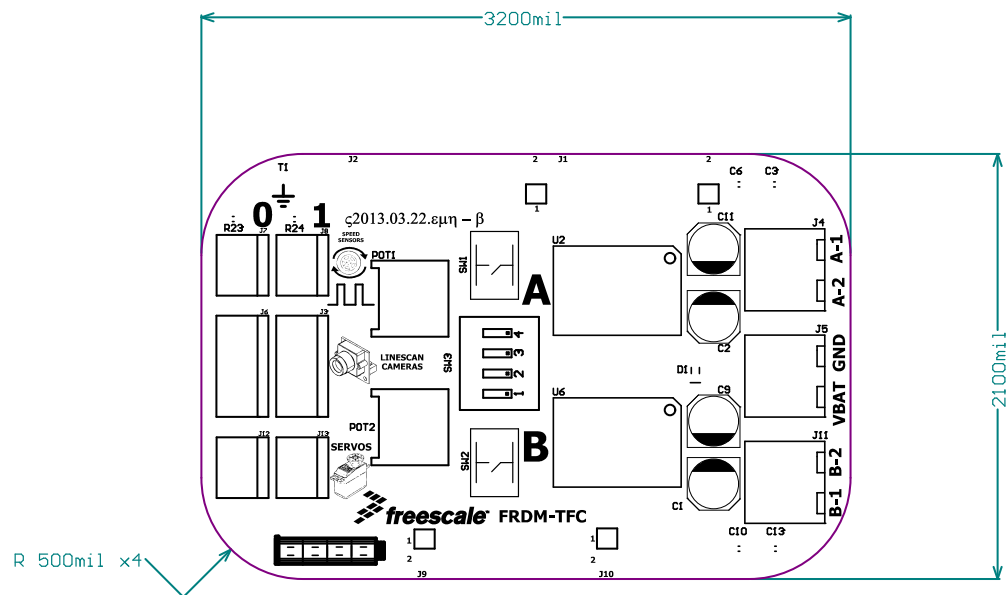 3200mil
J2
2
J1
2
T1
C6
C3
0
1
1
1
R23
J7
R24
J8
ς2013.03.22.εμη – β
C11
J4
SPEED
SENSORS
A-1
POT1
SW1
U2
A
A-2
J6
J3
LINESCAN
CAMERAS
SW3
4
3
2
1
C2
J5
GND
2100mil
D1
VBAT
POT2
U6
C9
J12
J13
SERVOS
SW2
B
J11
B-2
C1
B-1
freescale FRDM-TFC
1
2
1
2
C10
C13
R 500mil x4
J9
J10